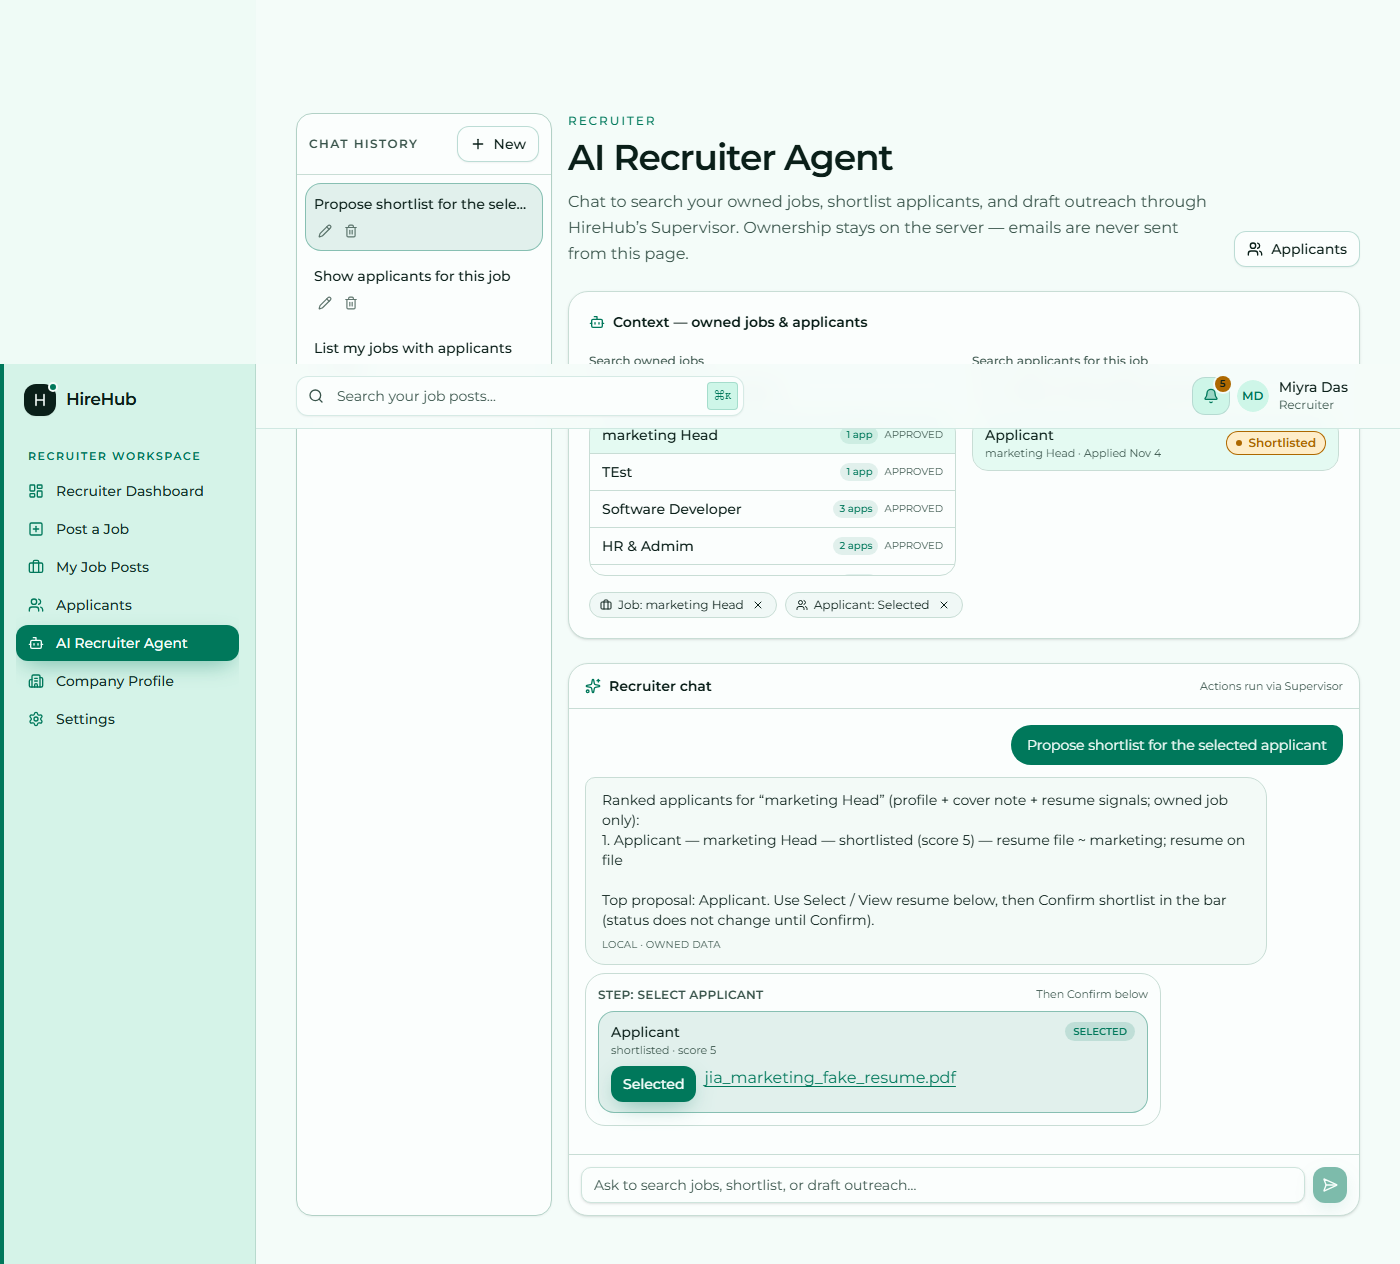 CHAT HISTORY
New
Propose shortlist for the sele...
Show applicants for this job
List my jobs with applicants
RECRUITER
AI Recruiter Agent
Chat to search your owned jobs, shortlist applicants, and draft outreach through
HireHub's Supervisor. Ownership stays on the server — emails are never sent
from this page.
Applicants
Context — owned jobs & applicants
Search owned jobs
Search applicants for this job
H HireHub
Search your job posts...
⌘K
5
MD
Miyra Das
Recruiter
RECRUITER WORKSPACE
Recruiter Dashboard
Post a Job
My Job Posts
Applicants
AI Recruiter Agent
Company Profile
Settings
marketing Head 1 app APPROVED
TEst 1 app APPROVED
Software Developer 3 apps APPROVED
HR & Admim 2 apps APPROVED
Applicant
marketing Head · Applied Nov 4
Shortlisted
Job: marketing Head
Applicant: Selected
Recruiter chat
Actions run via Supervisor
Propose shortlist for the selected applicant
Ranked applicants for “marketing Head” (profile + cover note + resume signals; owned job
only):
1. Applicant — marketing Head — shortlisted (score 5) — resume file ~ marketing; resume on
file
Top proposal: Applicant. Use Select / View resume below, then Confirm shortlist in the bar
(status does not change until Confirm).
LOCAL · OWNED DATA
STEP: SELECT APPLICANT
Then Confirm below
Applicant
SELECTED
shortlisted · score 5
Selected
jia_marketing_fake_resume.pdf
Ask to search jobs, shortlist, or draft outreach...